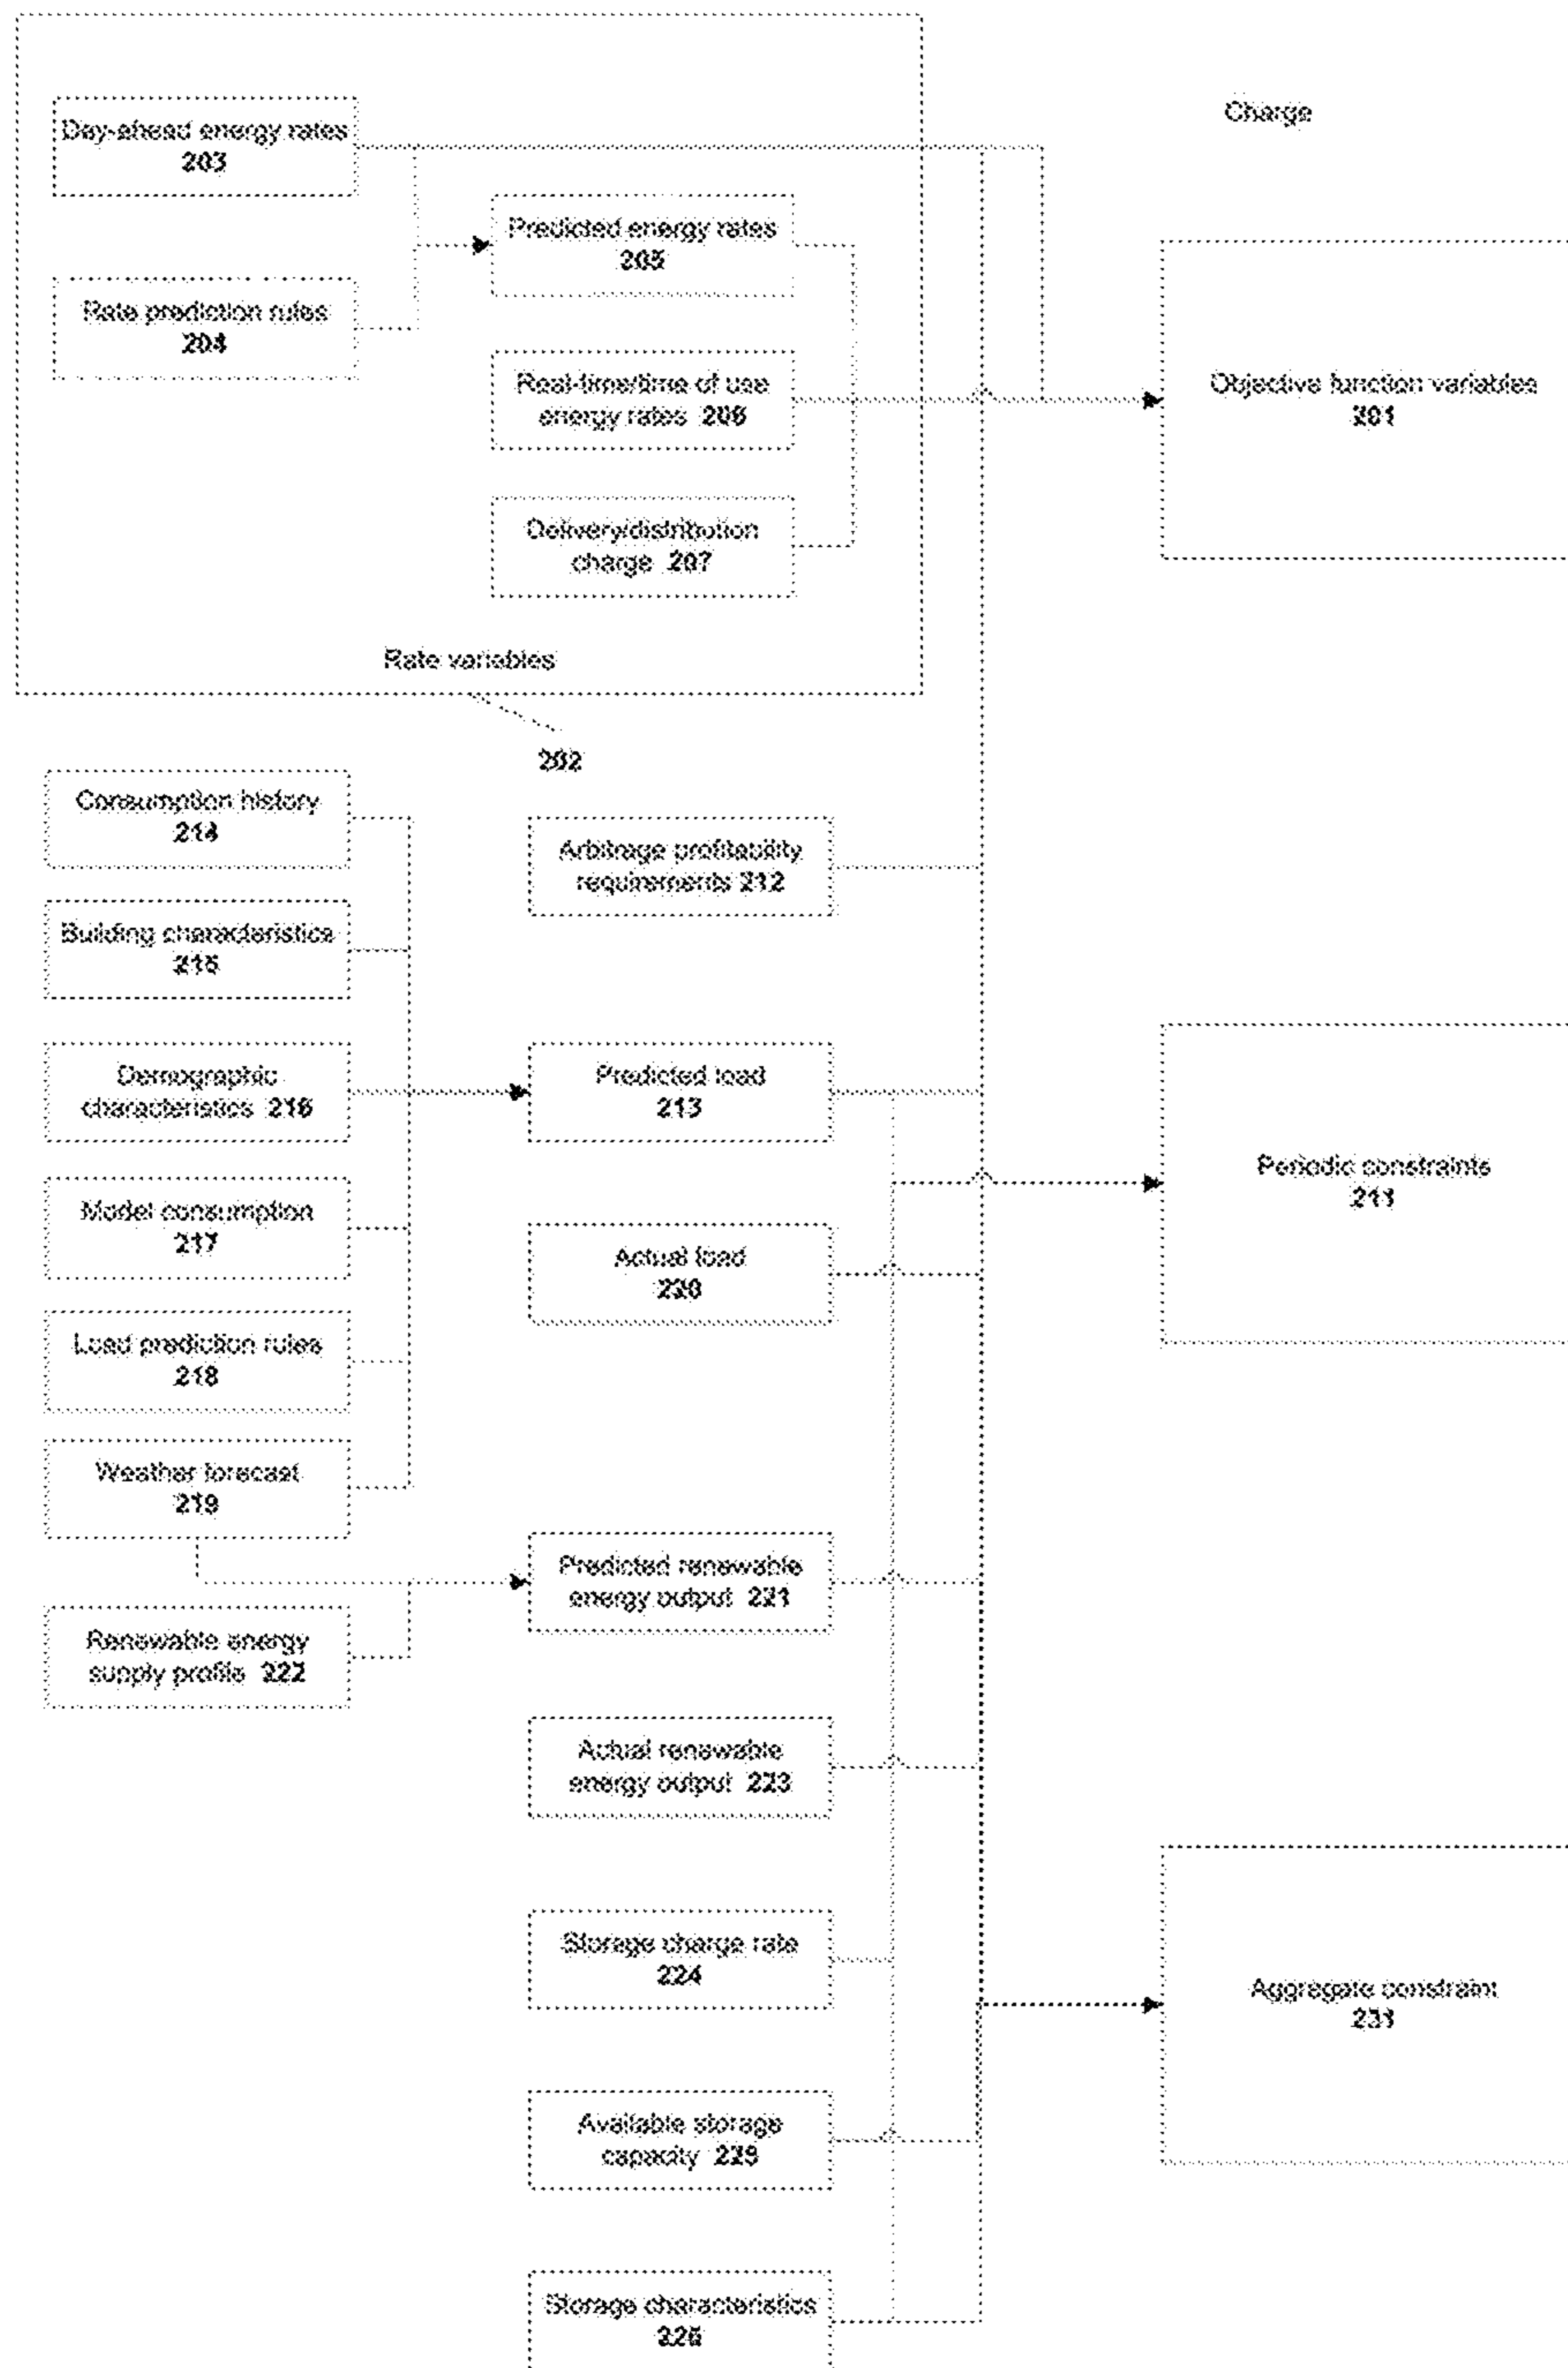 Charge
Day-ahead energy rates
203
Predicted energy rates
205
Rate prediction rules
204
Real-time/time of use
energy rates 206
Objective function variables
201
Delivery/distribution
charge 207
Rate variables
202
Consumption history
214
Arbitrage profitability
requirements 212
Building characteristics
215
Demographic
characteristics 216
Predicted load
213
Periodic constraints
211
Model consumption
217
Actual load
220
Load prediction rules
218
Weather forecast
219
Predicted renewable
energy output 221
Renewable energy
supply profile 222
Actual renewable
energy output 223
Storage charge rate
224
Aggregate constraint
231
Available storage
capacity 225
Storage characteristics
226